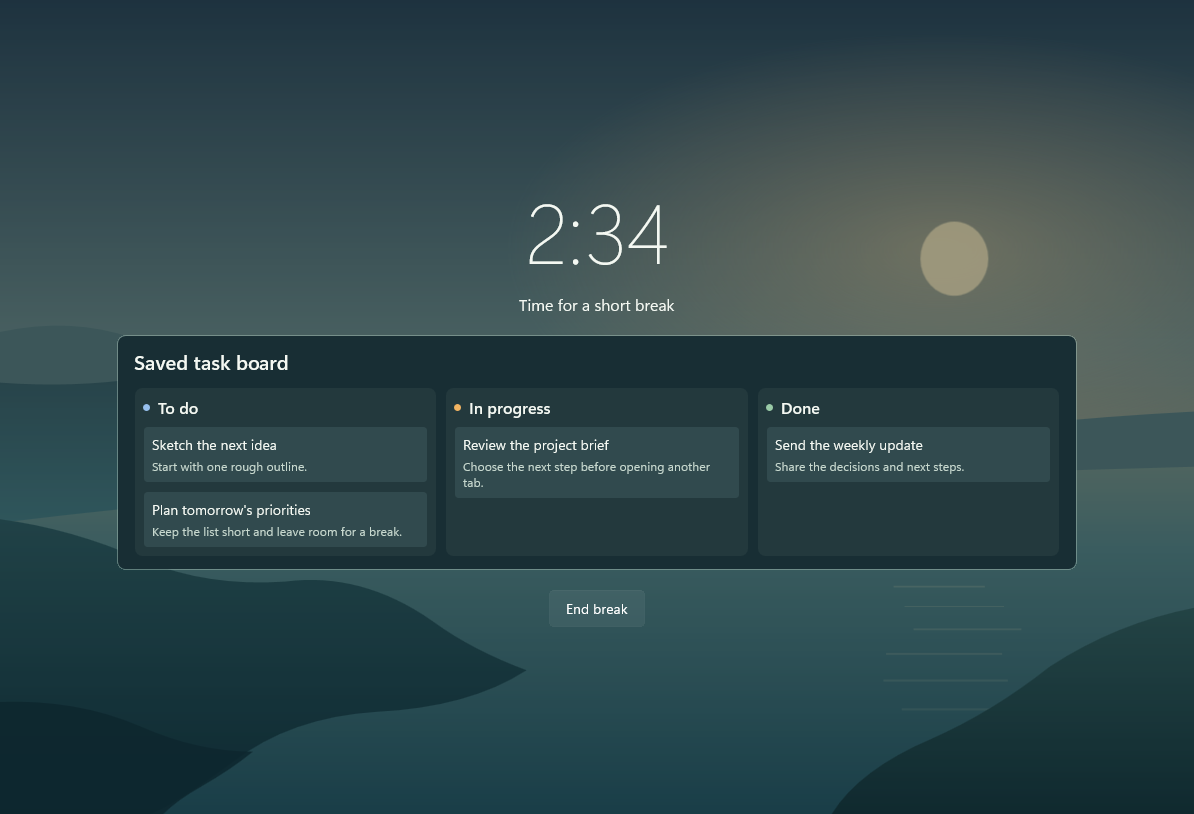 2:34
Time for a short break
Saved task board
To do
Sketch the next idea
Start with one rough outline.
Plan tomorrow's priorities
Keep the list short and leave room for a break.
In progress
Review the project brief
Choose the next step before opening another
tab.
Done
Send the weekly update
Share the decisions and next steps.
End break